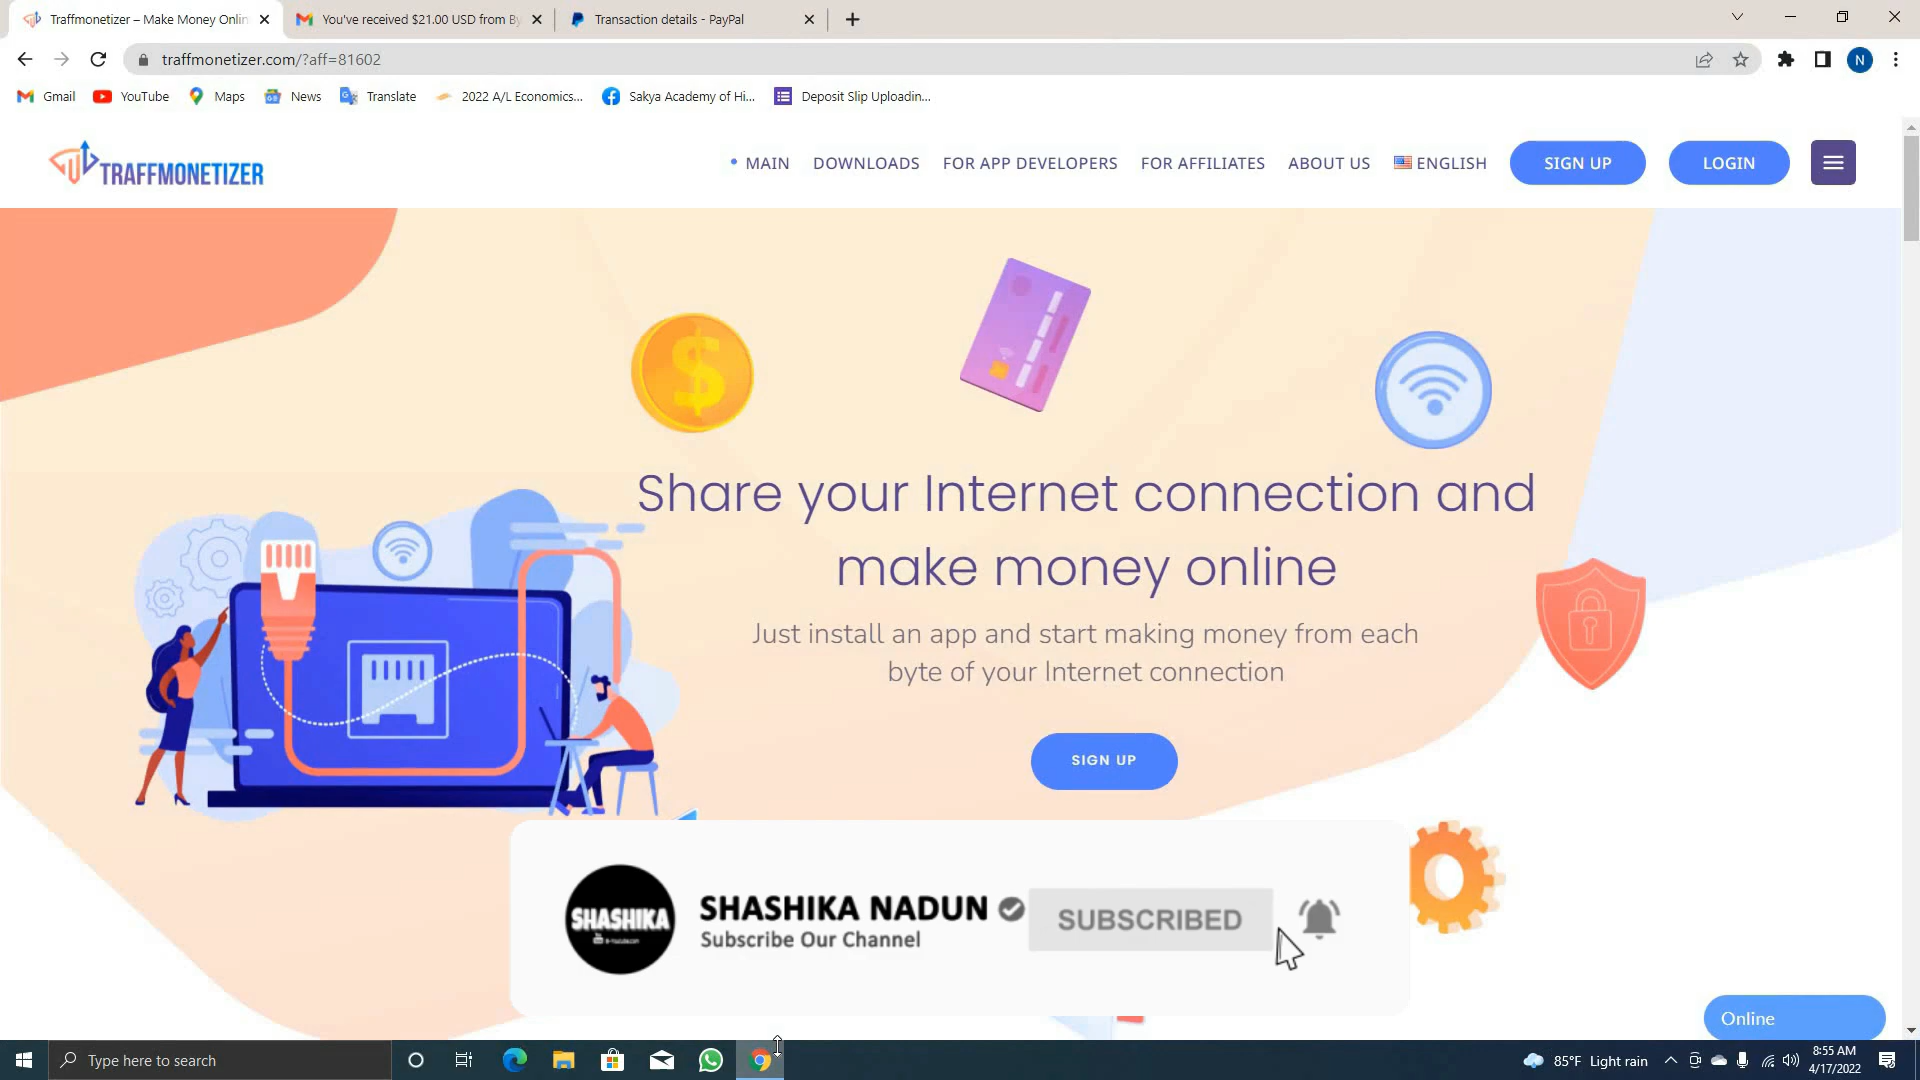 Traffmonetizer – Make Money Onlin
You've received $21.00 USD from By
Transaction details - PayPal
traffmonetizer.com/?aff=81602
N
Gmail
YouTube
Maps
News
Translate
2022 A/L Economics...
Sakya Academy of Hi...
Deposit Slip Uploadin...
TRAFFMONETIZER
MAIN
DOWNLOADS
FOR APP DEVELOPERS
FOR AFFILIATES
ABOUT US
ENGLISH
SIGN UP
LOGIN
Share your Internet connection and
make money online
Just install an app and start making money from each
byte of your Internet connection
SIGN UP
SHASHIKA
SHASHIKA NADUN
Subscribe Our Channel
SUBSCRIBED
Online
Type here to search
85°F Light rain
8:55 AM
4/17/2022